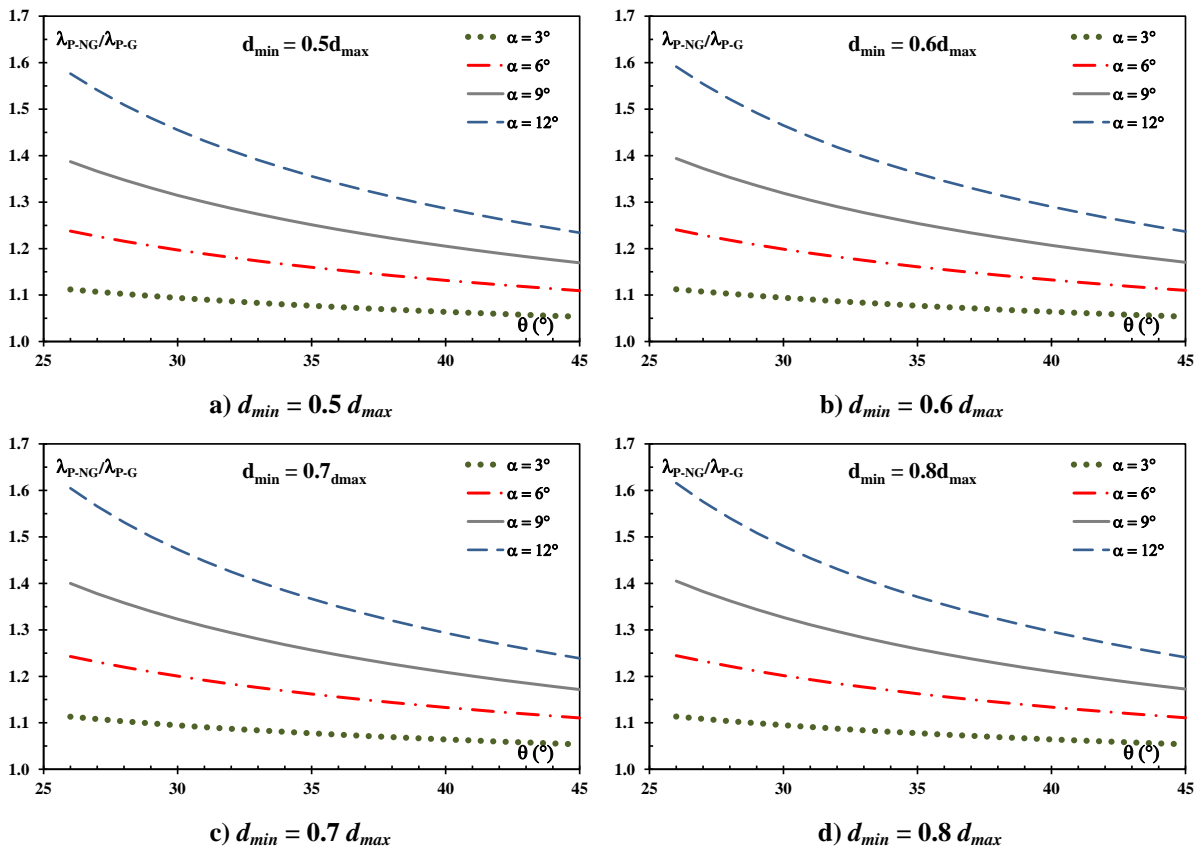 1.7
λP-NG/λP-G
dmin = 0.5dmax
α = 3°
1.6
α = 6°
1.5
α = 9°
α = 12°
1.4
1.3
1.2
1.1
θ (°)
1.0
25 30 35 40 45
a) dmin = 0.5 dmax
1.7
λP-NG/λP-G
dmin = 0.6dmax
α = 3°
1.6
α = 6°
1.5
α = 9°
α = 12°
1.4
1.3
1.2
1.1
θ (°)
1.0
25 30 35 40 45
b) dmin = 0.6 dmax
1.7
λP-NG/λP-G
dmin = 0.7dmax
α = 3°
1.6
α = 6°
1.5
α = 9°
α = 12°
1.4
1.3
1.2
1.1
θ (°)
1.0
25 30 35 40 45
c) dmin = 0.7 dmax
1.7
λP-NG/λP-G
dmin = 0.8dmax
α = 3°
1.6
α = 6°
1.5
α = 9°
α = 12°
1.4
1.3
1.2
1.1
θ (°)
1.0
25 30 35 40 45
d) dmin = 0.8 dmax